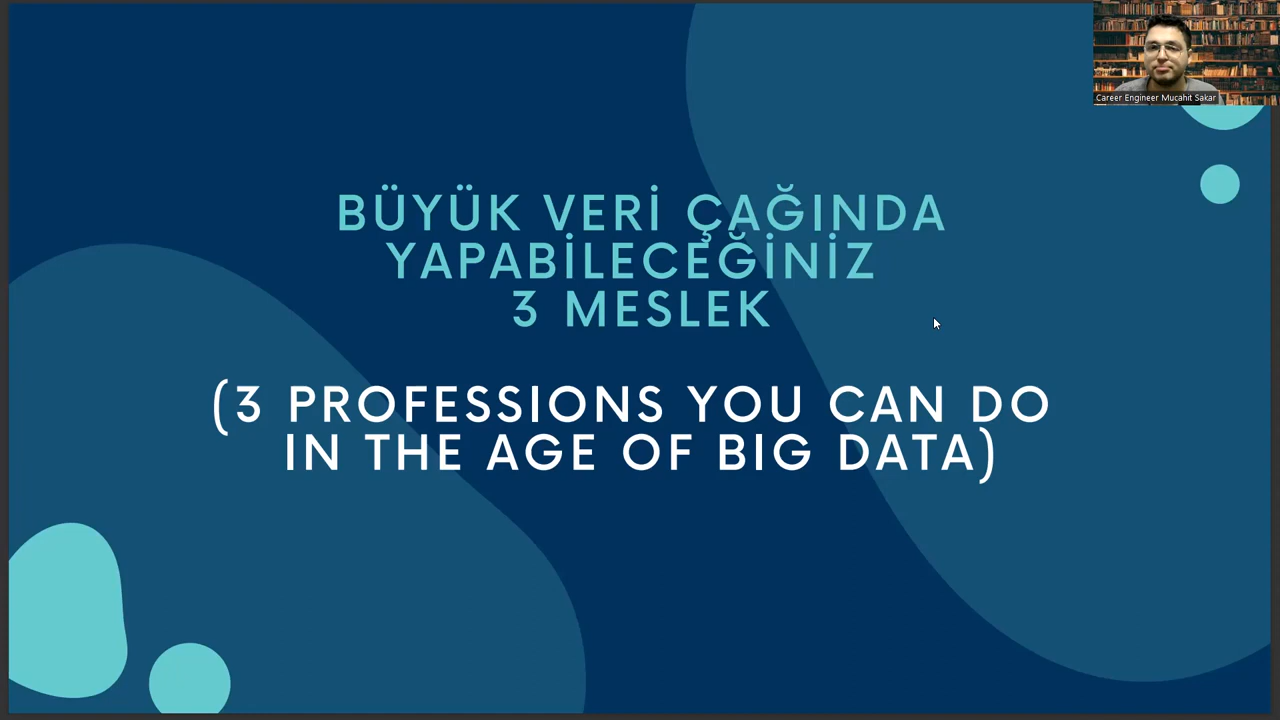 Career Engineer Mucahit Sakar
BÜYÜK VERİ ÇAĞINDA
YAPABİLECEĞİNİZ
3 MESLEK
(3 PROFESSIONS YOU CAN DO
IN THE AGE OF BIG DATA)